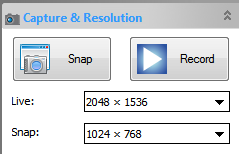 Capture & Resolution
Snap Record
Live: 2048 × 1536
Snap: 1024 × 768